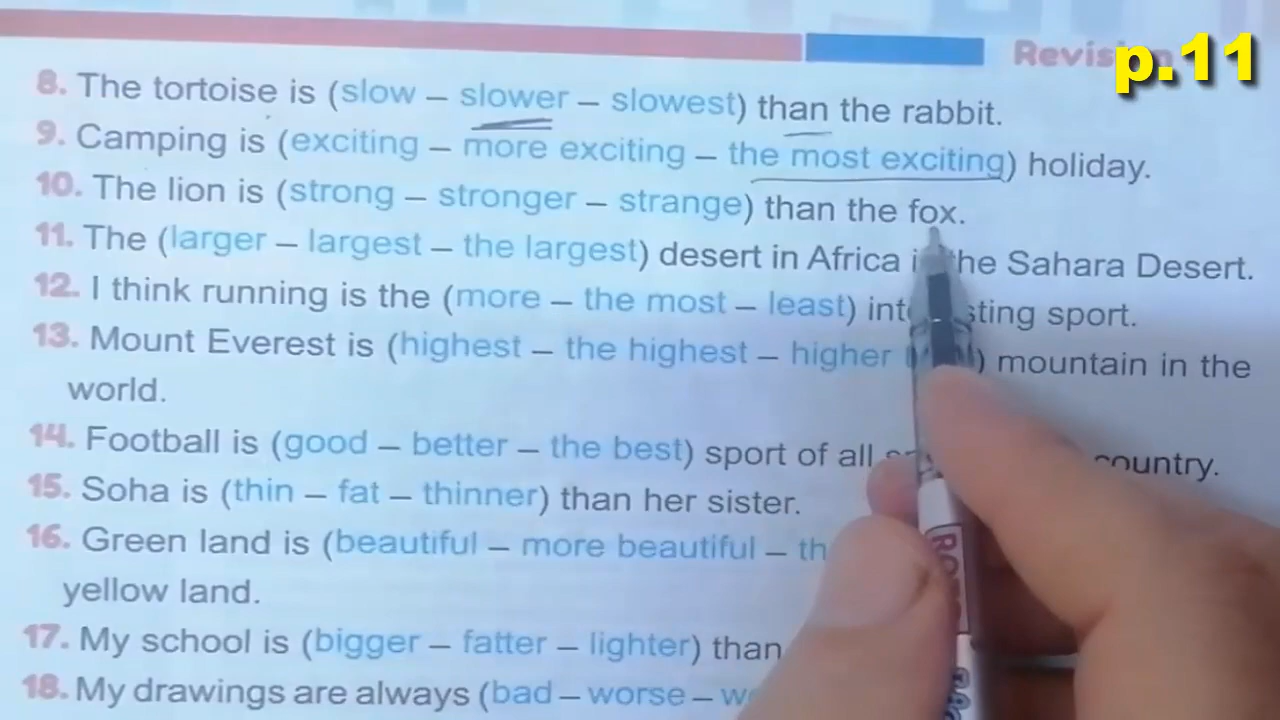 Revis
p.11
8. The tortoise is (slow – slower – slowest) than the rabbit.
9. Camping is (exciting – more exciting – the most exciting) holiday.
10. The lion is (strong – stronger – strange) than the fox.
11. The (larger – largest – the largest) desert in Africa the Sahara Desert.
12. I think running is the (more – the most – least) sport.
13. Mount Everest is (highest – the highest – higher ) mountain in the
world.
14. Football is (good – better – the best) sport of all country.
15. Soha is (thin – fat – thinner) than her sister.
16. Green land is (beautiful – more beautiful –
yellow land.
17. My school is (bigger – fatter – lighter) than
18. My drawings are always (bad – worse –